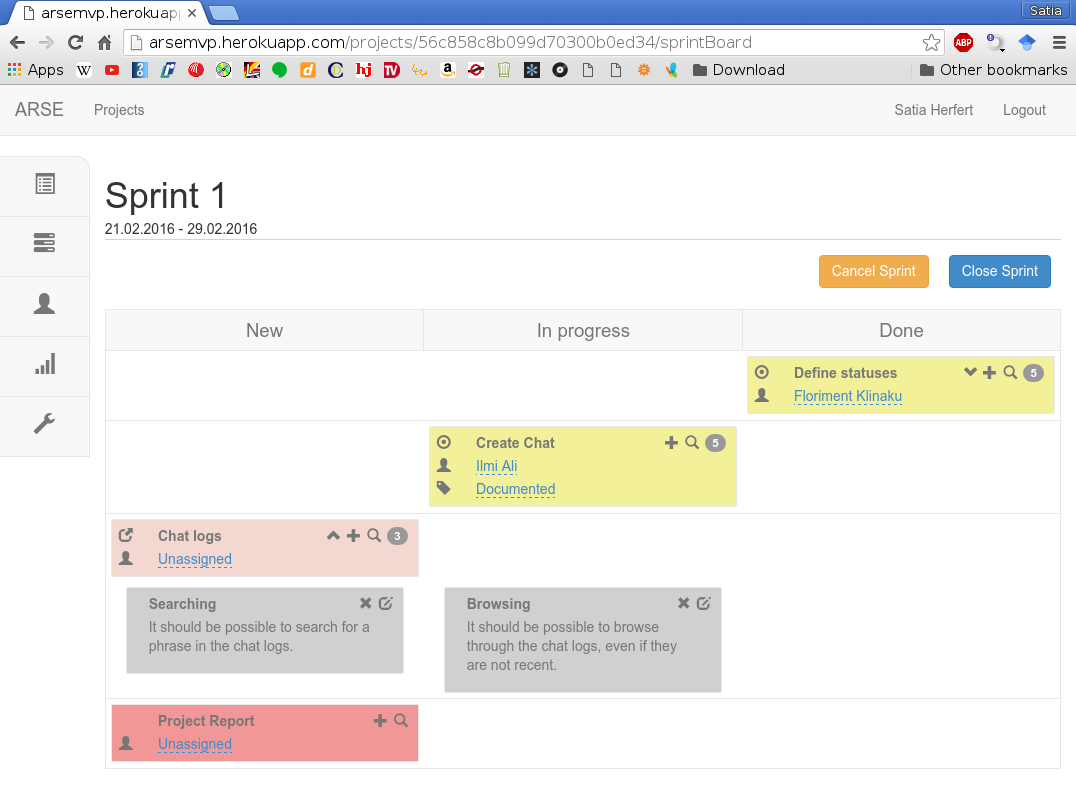 Satia
arsemvp.herokuap
arsemvp.herokuapp.com/projects/56c858c8b099d70300b0ed34/sprintBoard
ABP
Apps
W
hj
TV
a
Download
Other bookmarks
ARSE
Projects
Satia Herfert
Logout
Sprint 1
21.02.2016 - 29.02.2016
Cancel Sprint
Close Sprint
New
In progress
Done
Define statuses
5
Floriment Klinaku
Create Chat
5
Ilmi Ali
Documented
Chat logs
3
Unassigned
Searching
It should be possible to search for a
phrase in the chat logs.
Browsing
It should be possible to browse
through the chat logs, even if they
are not recent.
Project Report
Unassigned